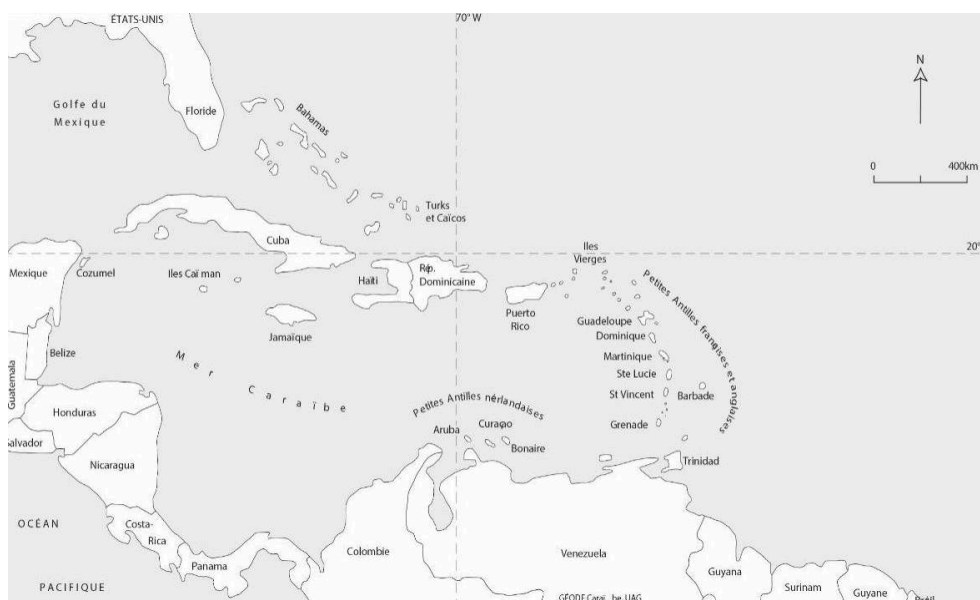 ÉTATS-UNIS
70° W
N
Golfe du
Mexique
Floride
Bahamas
0
400km
Turks
et Caïcos
Cuba
20°
Iles
Vierges
Mexique
Cozumel
Iles Caï man
Haïti
Rép.
Dominicaine
Puerto
Rico
Petites Antilles frangises et anglaises
Jamaïque
Guadeloupe
Dominique
Belize
Martinique
Mer Caraïbe
Ste Lucie
Guatemala
St Vincent
Barbade
Honduras
Petites Antilles nérlandaises
Grenade
Aruba
Curaçao
Bonaire
Salvador
Nicaragua
Trinidad
OCÉAN
PACIFIQUE
Costa-
Rica
Panama
Colombie
Venezuela
Guyana
Surinam
Guyane